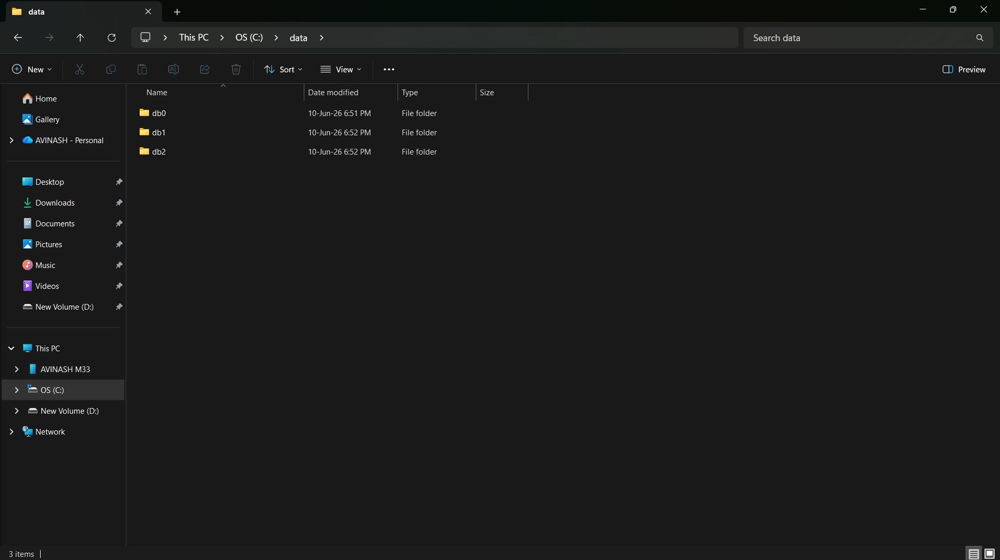 data
This PC
OS (C:)
data
Search data
New
Sort
View
Preview
Home
Gallery
AVINASH - Personal
Desktop
Downloads
Documents
Pictures
Music
Videos
New Volume (D:)
This PC
AVINASH M33
OS (C:)
New Volume (D:)
Network
Name Date modified Type Size
db0 10-Jun-26 6:51 PM File folder
db1 10-Jun-26 6:52 PM File folder
db2 10-Jun-26 6:52 PM File folder
3 items